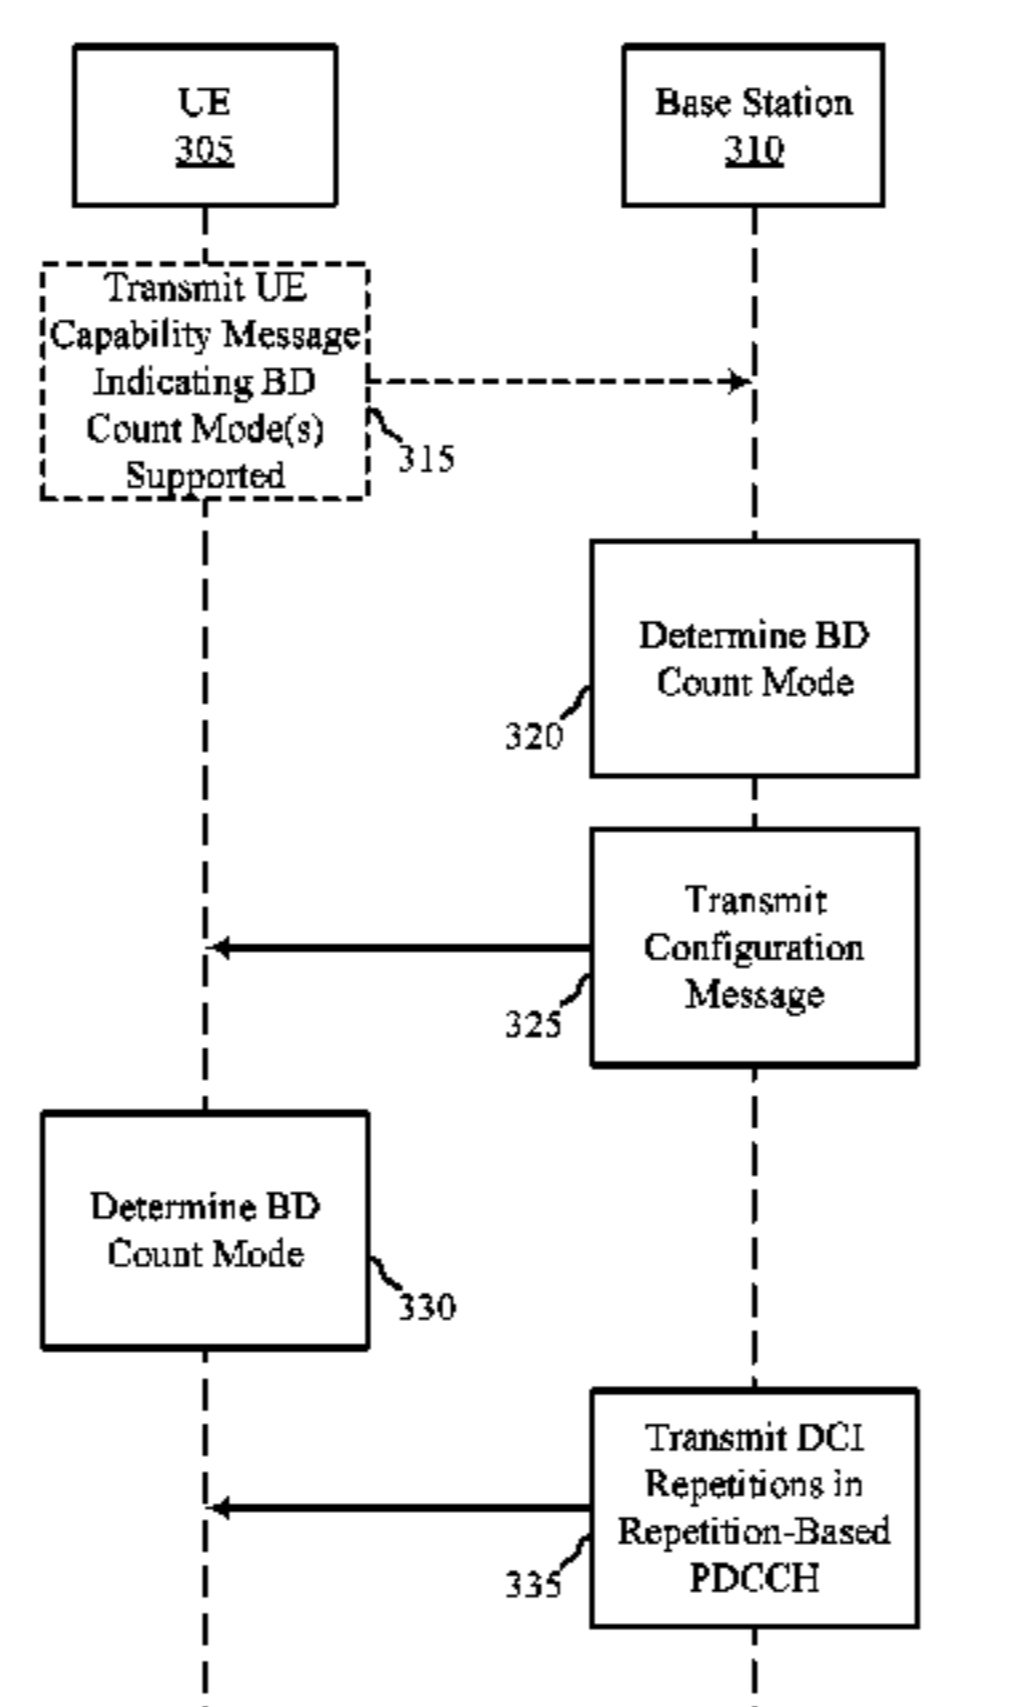 UE
305
Base Station
310
Transmit UE
Capability Message
Indicating BD
Count Mode(s)
Supported
315
Determine BD
Count Mode
320
Transmit
Configuration
Message
325
Determine BD
Count Mode
330
Transmit DCI
Repetitions in
Repetition-Based
PDCCH
335